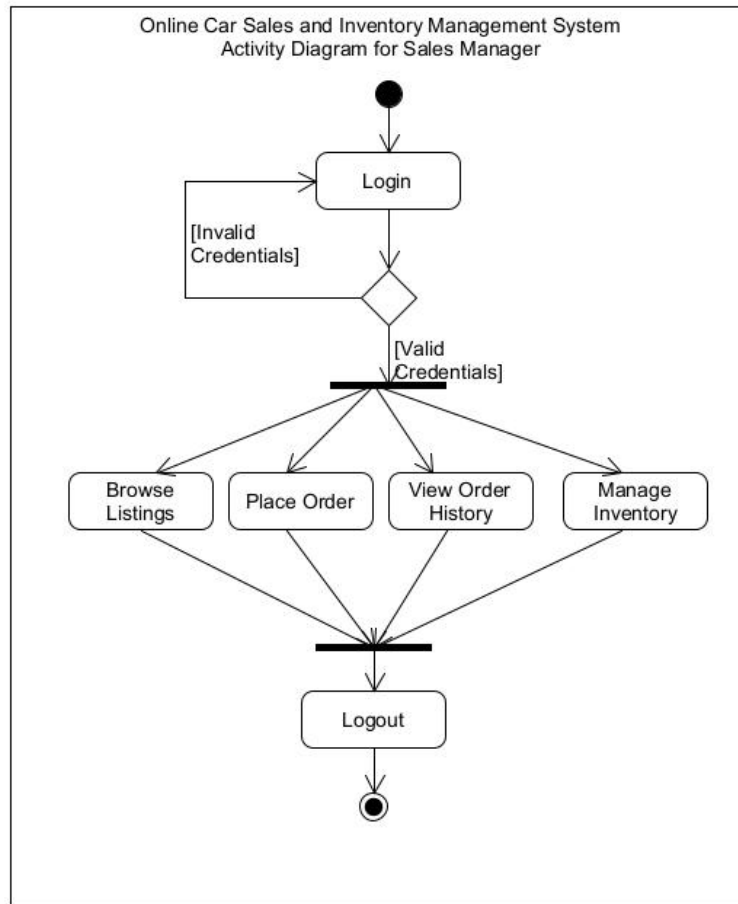 Online Car Sales and Inventory Management System
Activity Diagram for Sales Manager
Login
[Invalid
Credentials]
[Valid
Credentials]
Browse
Listings
Place Order
View Order
History
Manage
Inventory
Logout